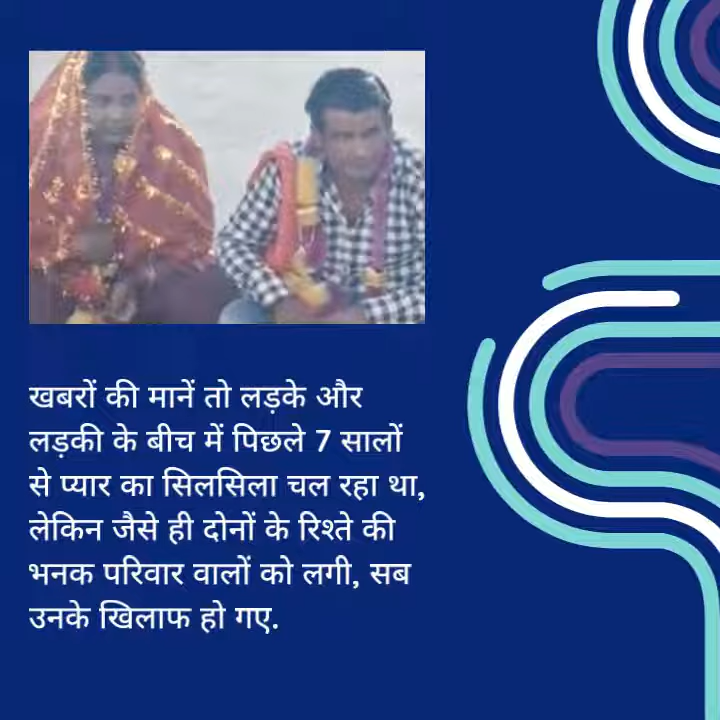 खबरों की मानें तो लड़के और
लड़की के बीच में पिछले 7 सालों
से प्यार का सिलसिला चल रहा था,
लेकिन जैसे ही दोनों के रिश्ते की
भनक परिवार वालों को लगी, सब
उनके खिलाफ हो गए.